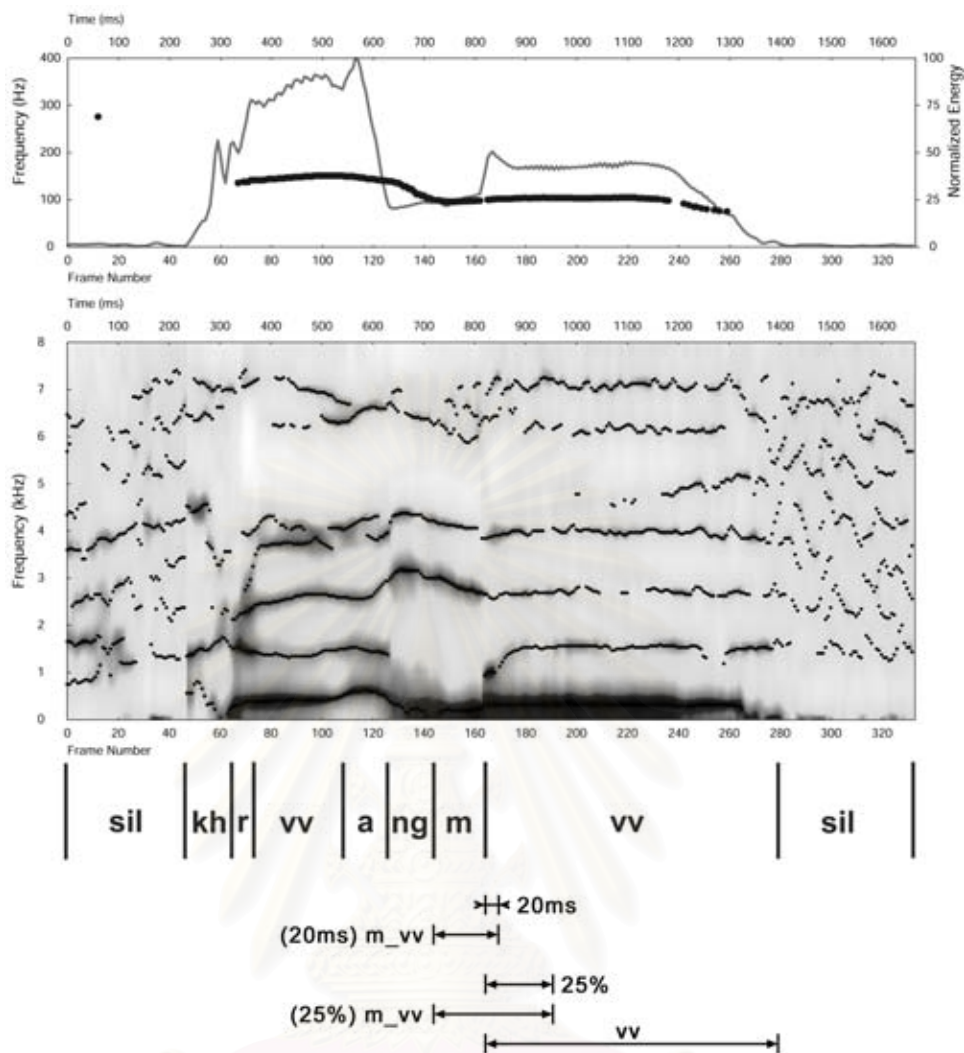 Time (ms)
0 100 200 300 400 500 600 700 800 900 1000 1100 1200 1300 1400 1500 1600
400 100
300 75
200 50
100 25
0 0
Frequency (Hz)
Normalized Energy
0 20 40 60 80 100 120 140 160 180 200 220 240 260 280 300 320
Frame Number
Time (ms)
0 100 200 300 400 500 600 700 800 900 1000 1100 1200 1300 1400 1500 1600
8
7
6
5
4
3
2
1
0
Frequency (kHz)
0 20 40 60 80 100 120 140 160 180 200 220 240 260 280 300 320
Frame Number
sil kh r vv a ng m vv sil
20ms
(20ms) m_vv
25%
(25%) m_vv
vv